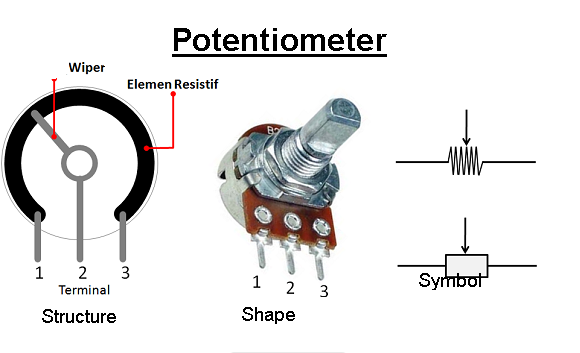 Potentiometer
Wiper
Elemen Resistif
1 2 3
Terminal
Structure
1 2 3
Shape
Symbol